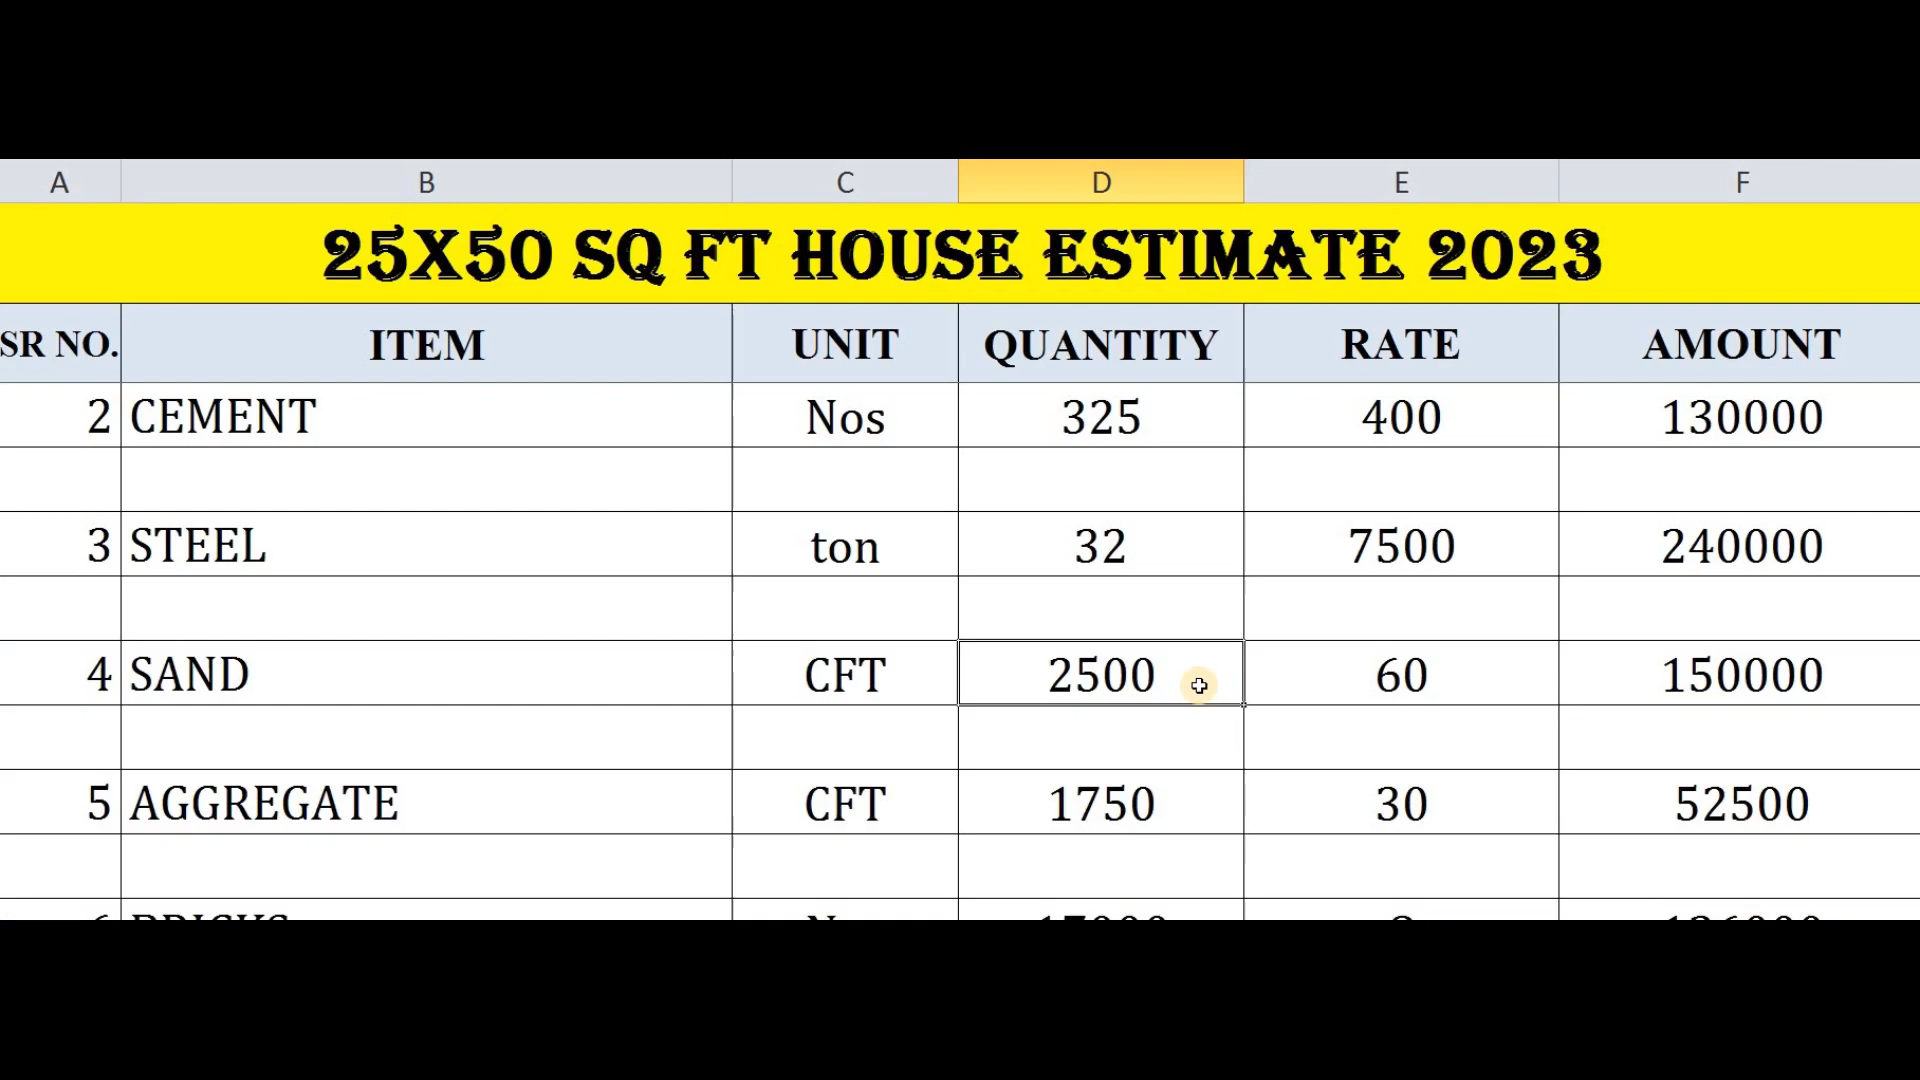 A B C D E F
25X50 SQ FT HOUSE ESTIMATE 2023
SR NO. ITEM UNIT QUANTITY RATE AMOUNT
2 CEMENT Nos 325 400 130000
3 STEEL ton 32 7500 240000
4 SAND CFT 2500 60 150000
5 AGGREGATE CFT 1750 30 52500